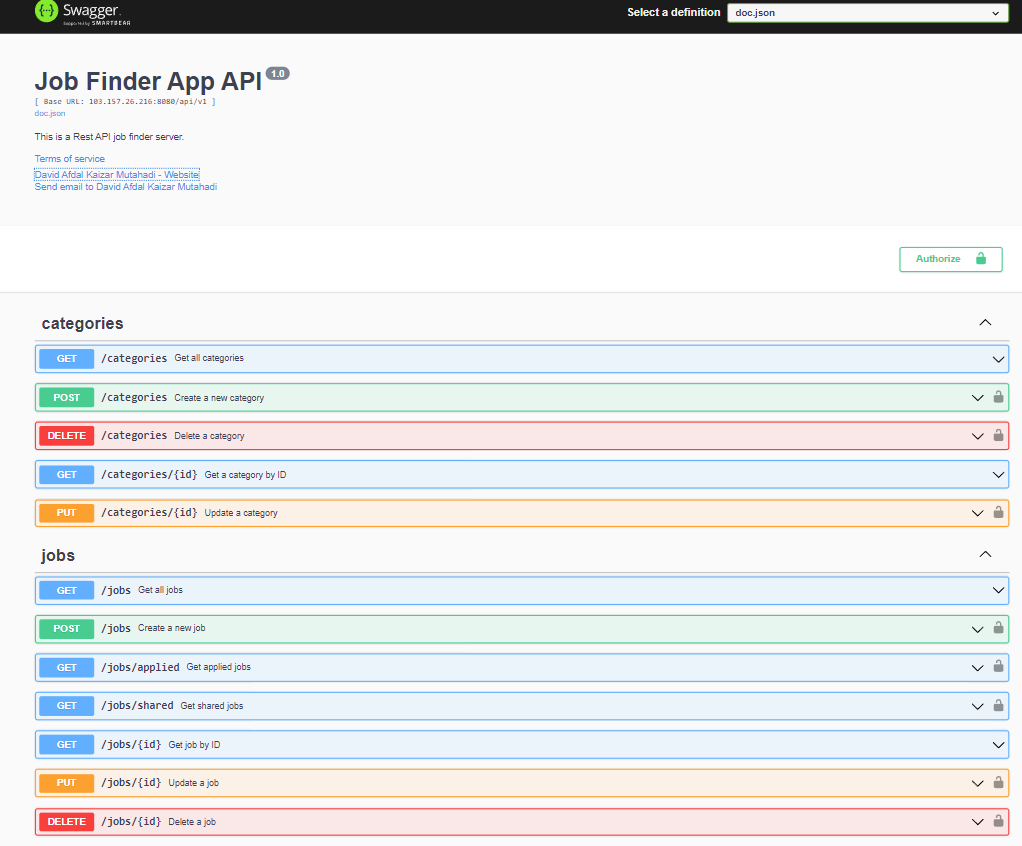 Swagger.
Supported by SMARTBEAR
Select a definition
doc.json
Job Finder App API 1.0
[ Base URL: 103.157.26.216:8080/api/v1 ]
doc.json
This is a Rest API job finder server.
Terms of service
David Afdal Kaizar Mutahadi - Website
Send email to David Afdal Kaizar Mutahadi
Authorize
categories
GET /categories Get all categories
POST /categories Create a new category
DELETE /categories Delete a category
GET /categories/{id} Get a category by ID
PUT /categories/{id} Update a category
jobs
GET /jobs Get all jobs
POST /jobs Create a new job
GET /jobs/applied Get applied jobs
GET /jobs/shared Get shared jobs
GET /jobs/{id} Get job by ID
PUT /jobs/{id} Update a job
DELETE /jobs/{id} Delete a job